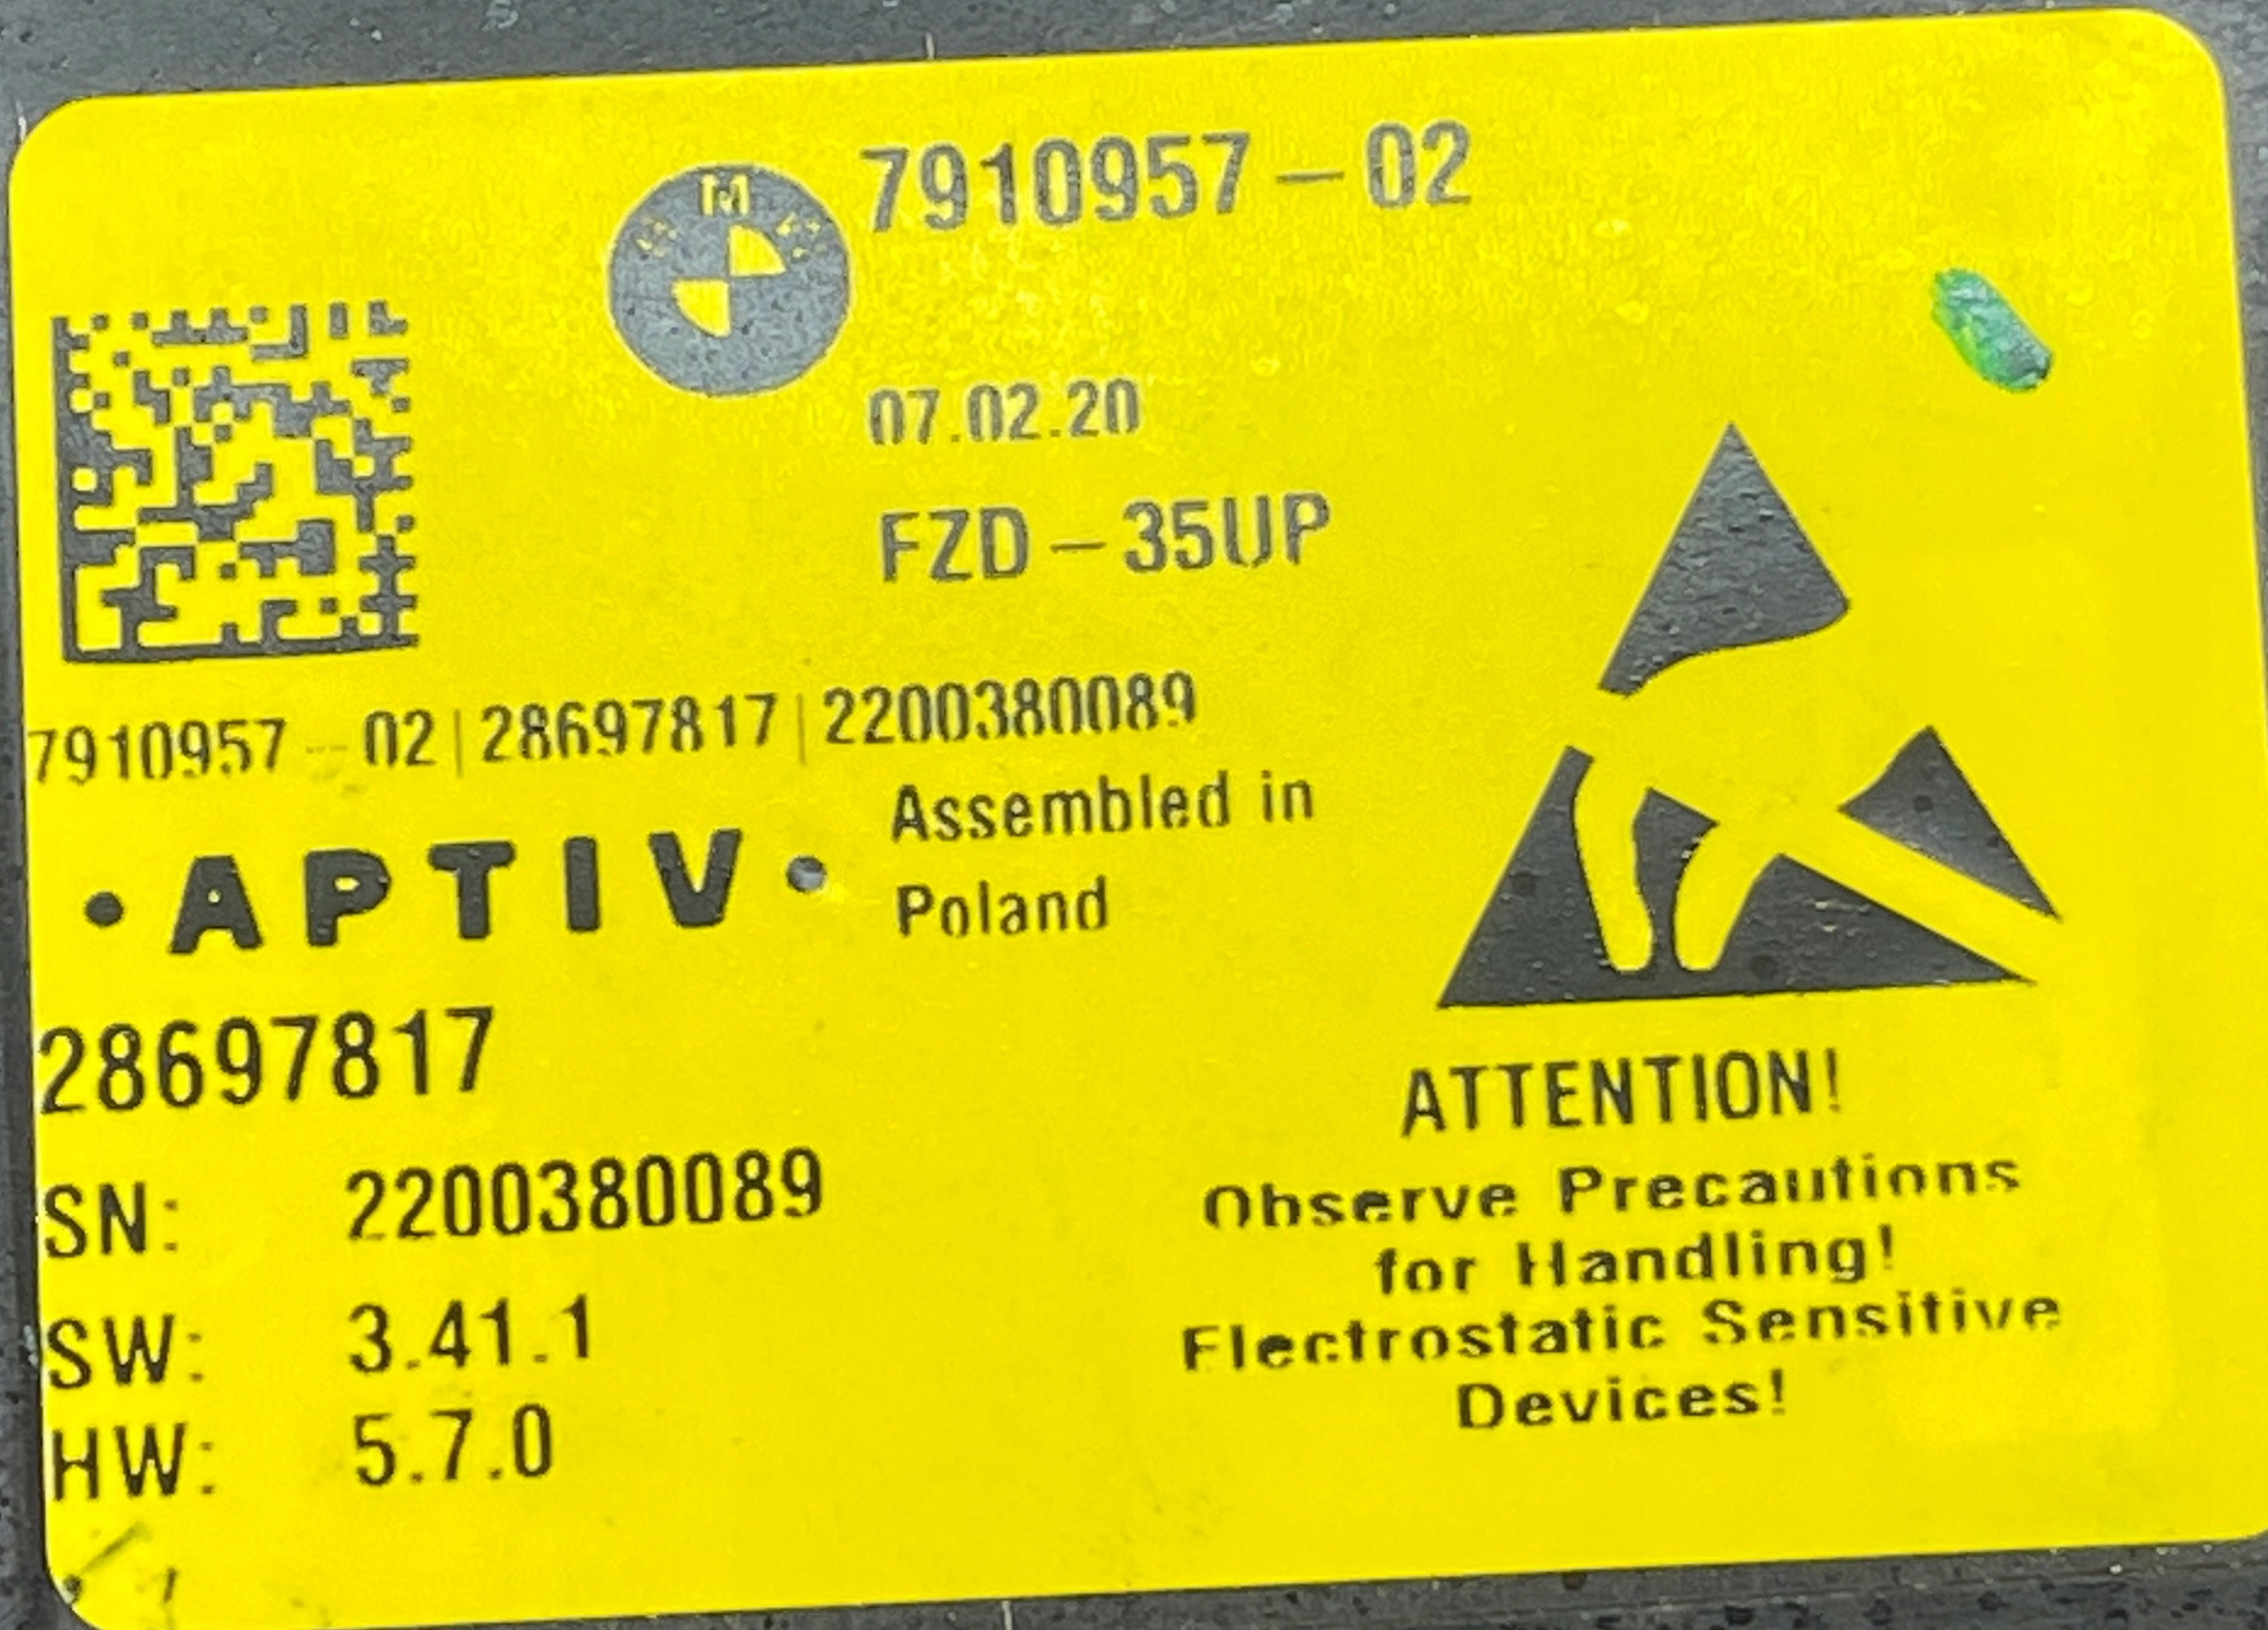 7910957-02
07.02.20
FZD-35UP
7910957-02|28697817|2200380089
·APTIV·
Assembled in
Poland
28697817
SN: 2200380089
SW: 3.41.1
HW: 5.7.0
ATTENTION!
Observe Precautions
for Handling!
Electrostatic Sensitive
Devices!